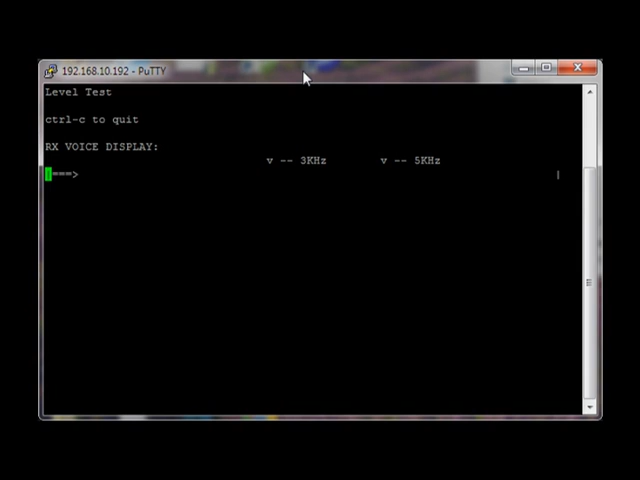 192.168.10.192 - PuTTY
Level Test
ctrl-c to quit
RX VOICE DISPLAY:
v -- 3KHz v -- 5KHz
|===> |